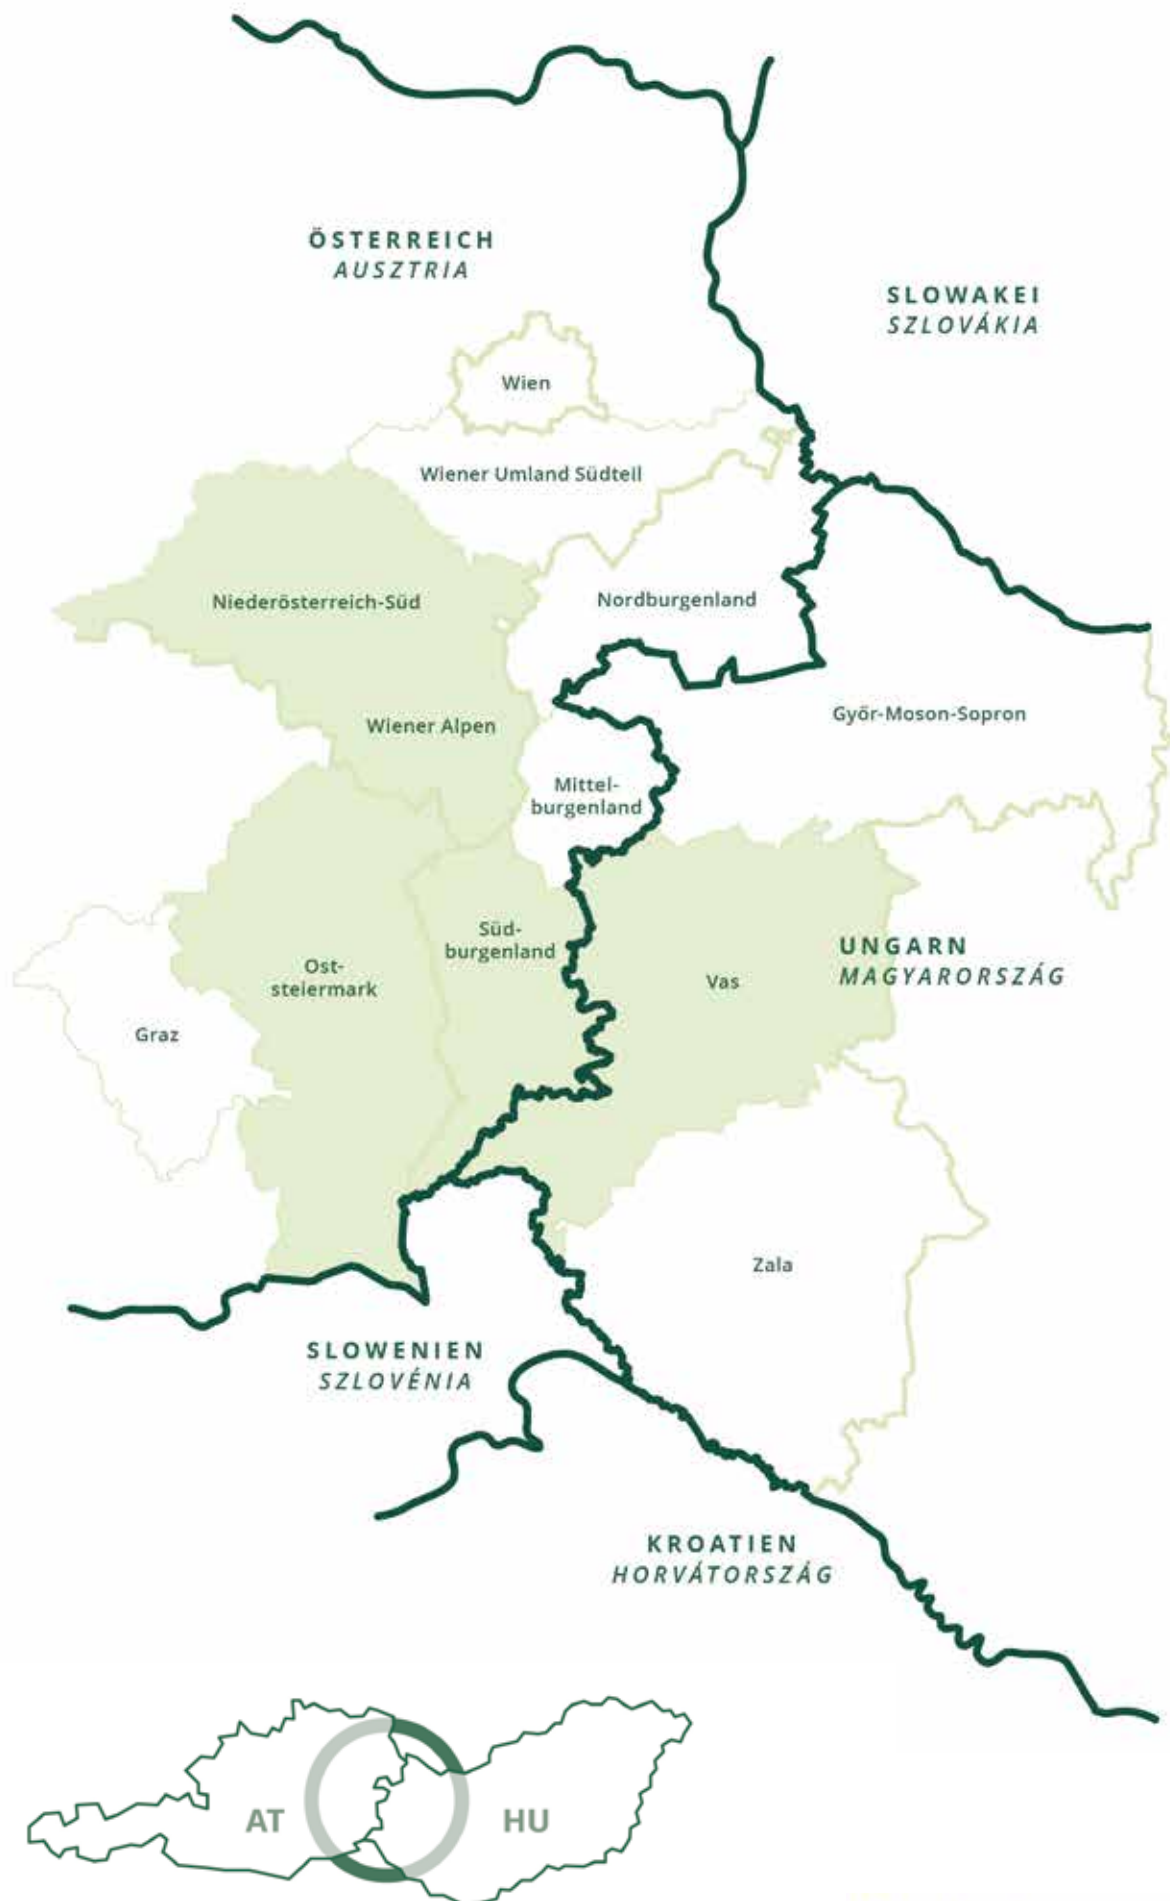 ÖSTERREICH
AUSZTRIA
SLOWAKEI
SZLOVÁKIA
Wien
Wiener Umland Südteil
Niederösterreich-Süd
Nordburgenland
Győr-Moson-Sopron
Wiener Alpen
Mittel-
burgenland
Süd-
burgenland
UNGARN
MAGYARORSZÁG
Ost-
steiermark
Vas
Graz
Zala
SLOWENIEN
SZLOVÉNIA
KROATIEN
HORVÁTORSZÁG
AT
HU